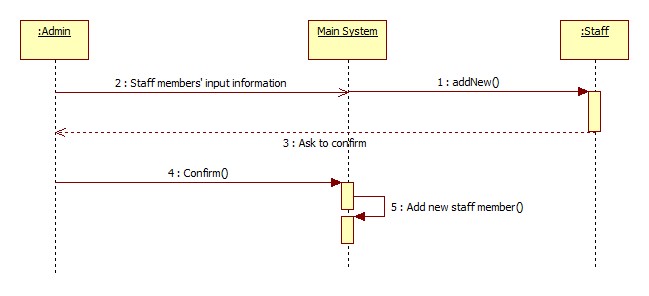 :Admin
Main System
:Staff
2 : Staff members' input information
1 : addNew()
3 : Ask to confirm
4 : Confirm()
5 : Add new staff member()